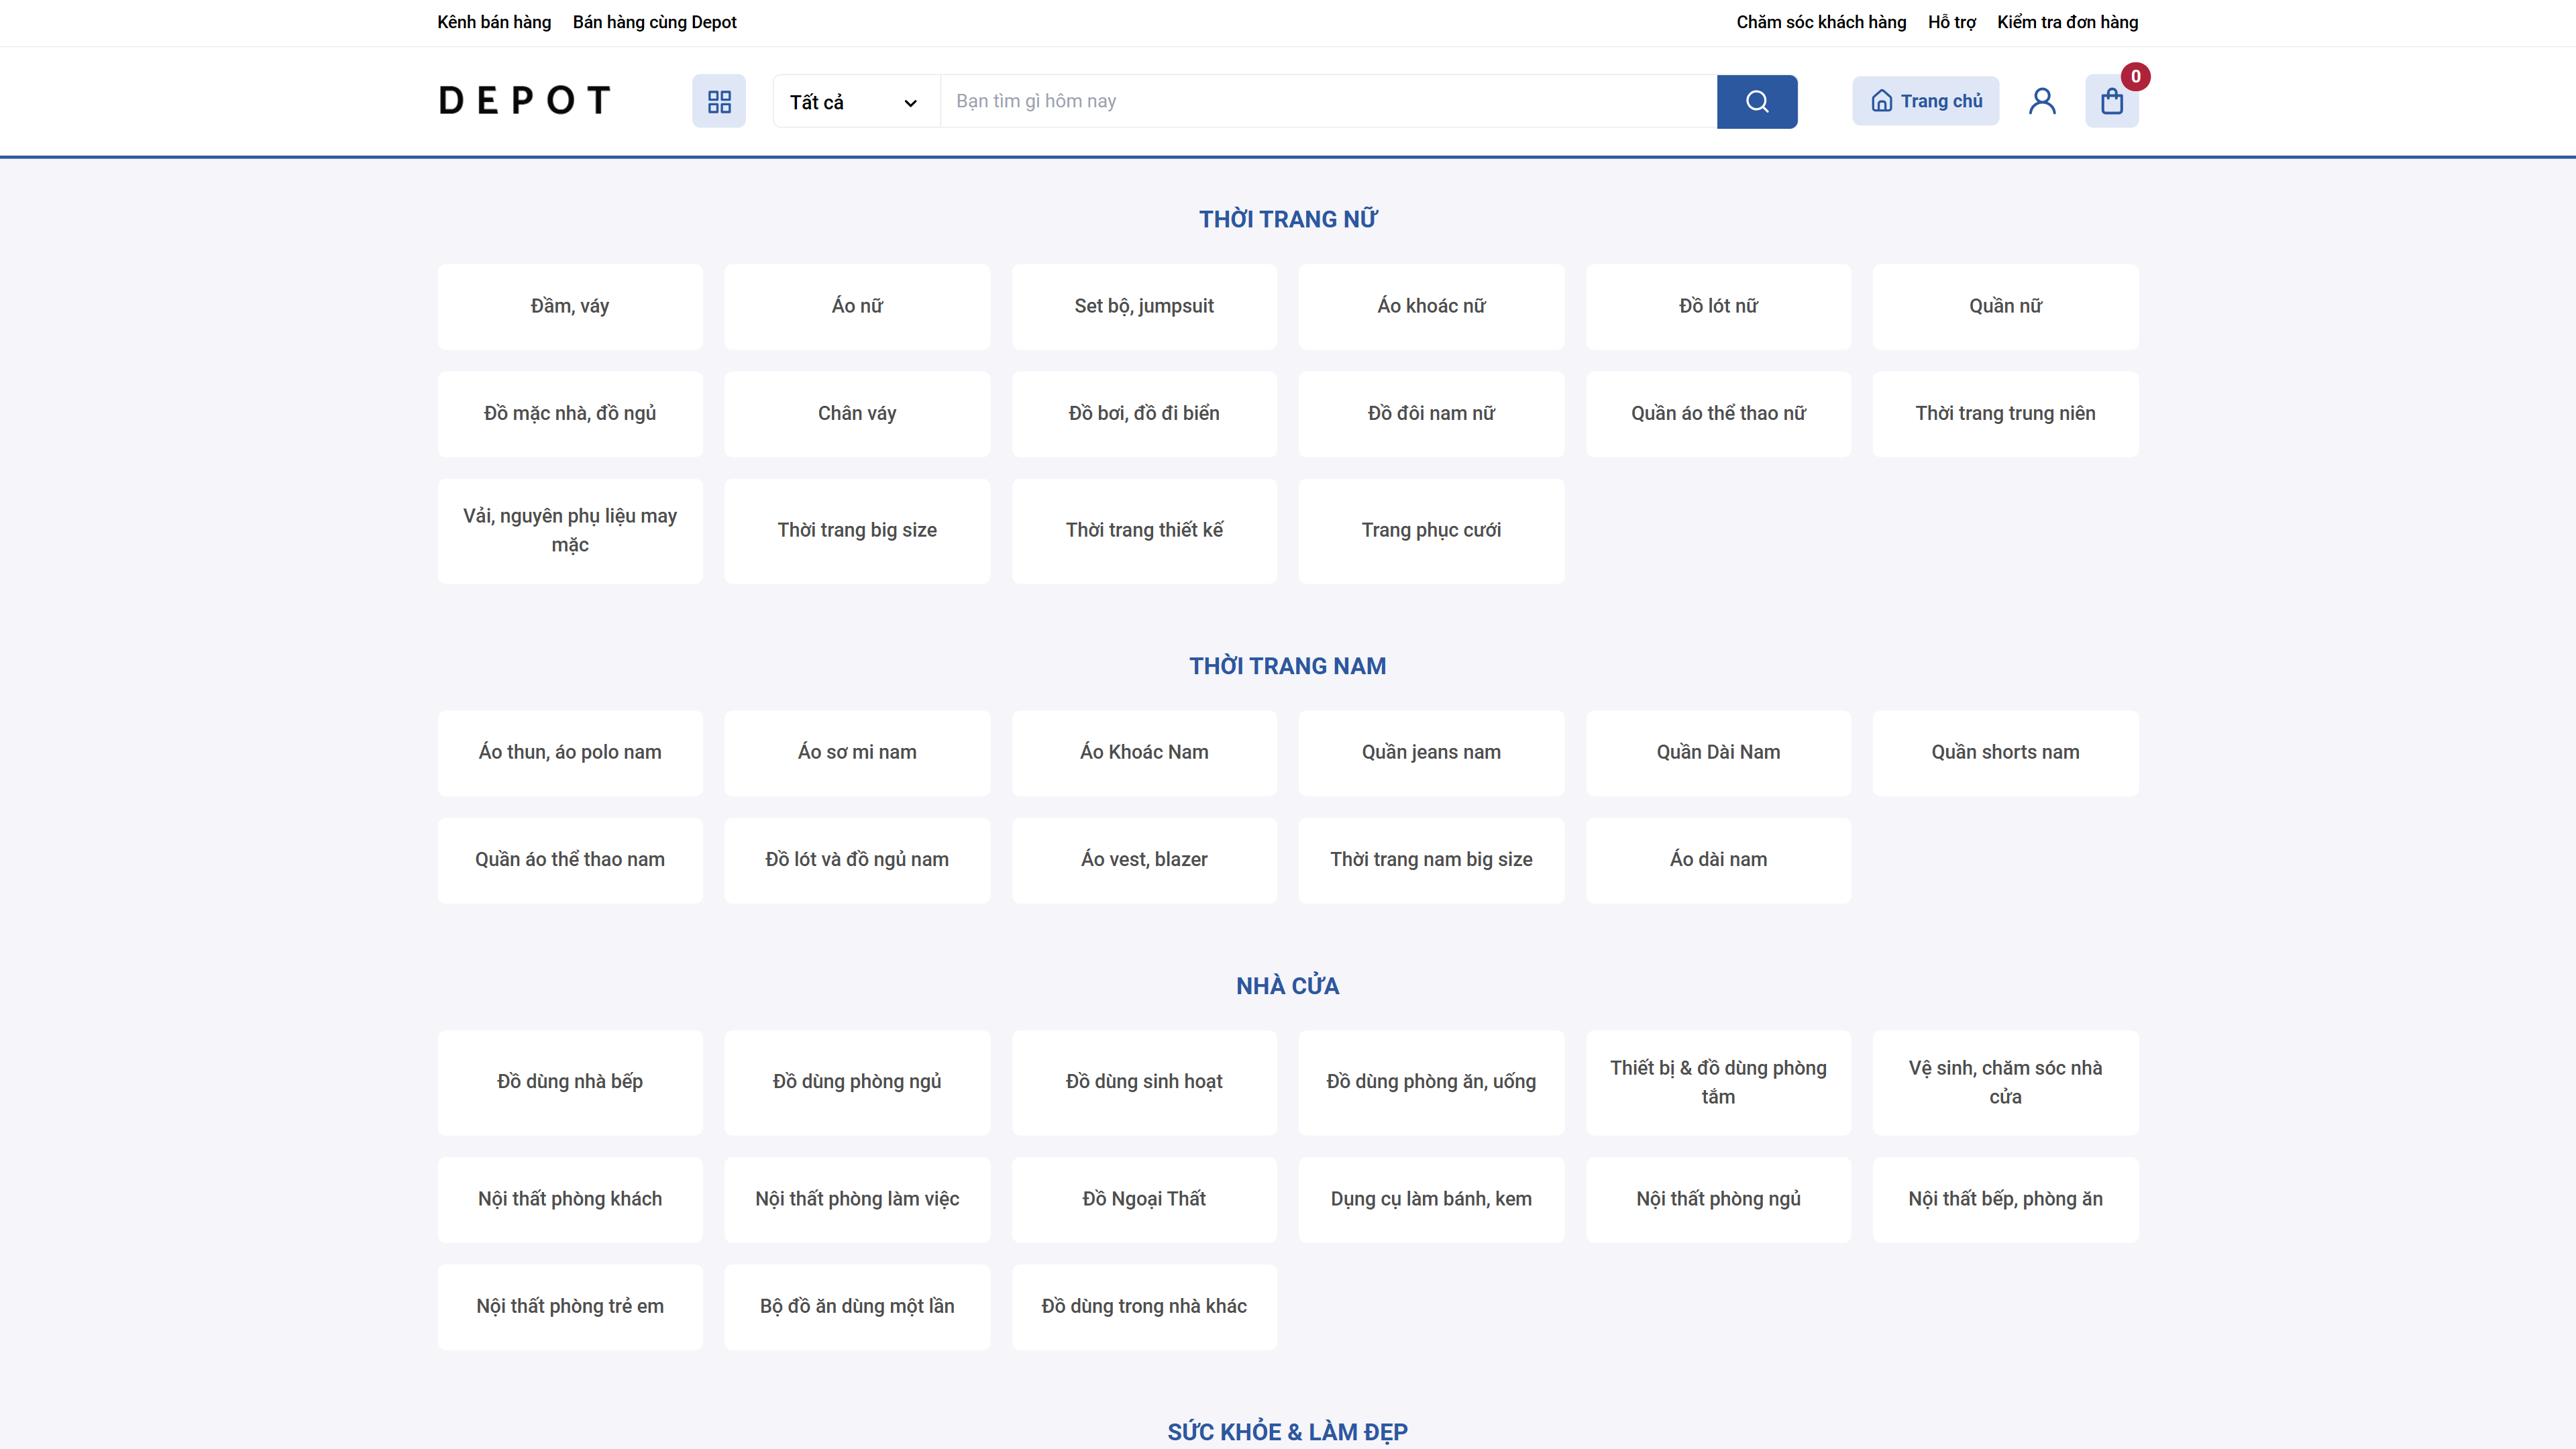 Kênh bán hàng Bán hàng cùng Depot Chăm sóc khách hàng Hỗ trợ Kiểm tra đơn hàng
DEPOT Tất cả Bạn tìm gì hôm nay Trang chủ 0
THỜI TRANG NỮ
Đầm, váy Áo nữ Set bộ, jumpsuit Áo khoác nữ Đồ lót nữ Quần nữ
Đồ mặc nhà, đồ ngủ Chân váy Đồ bơi, đồ đi biển Đồ đôi nam nữ Quần áo thể thao nữ Thời trang trung niên
Vải, nguyên phụ liệu may
mặc
Thời trang big size Thời trang thiết kế Trang phục cưới
THỜI TRANG NAM
Áo thun, áo polo nam Áo sơ mi nam Áo Khoác Nam Quần jeans nam Quần Dài Nam Quần shorts nam
Quần áo thể thao nam Đồ lót và đồ ngủ nam Áo vest, blazer Thời trang nam big size Áo dài nam
NHÀ CỬA
Đồ dùng nhà bếp Đồ dùng phòng ngủ Đồ dùng sinh hoạt Đồ dùng phòng ăn, uống
Thiết bị & đồ dùng phòng
tắm
Vệ sinh, chăm sóc nhà
cửa
Nội thất phòng khách Nội thất phòng làm việc Đồ Ngoại Thất Dụng cụ làm bánh, kem Nội thất phòng ngủ Nội thất bếp, phòng ăn
Nội thất phòng trẻ em Bộ đồ ăn dùng một lần Đồ dùng trong nhà khác
SỨC KHỎE & LÀM ĐẸP